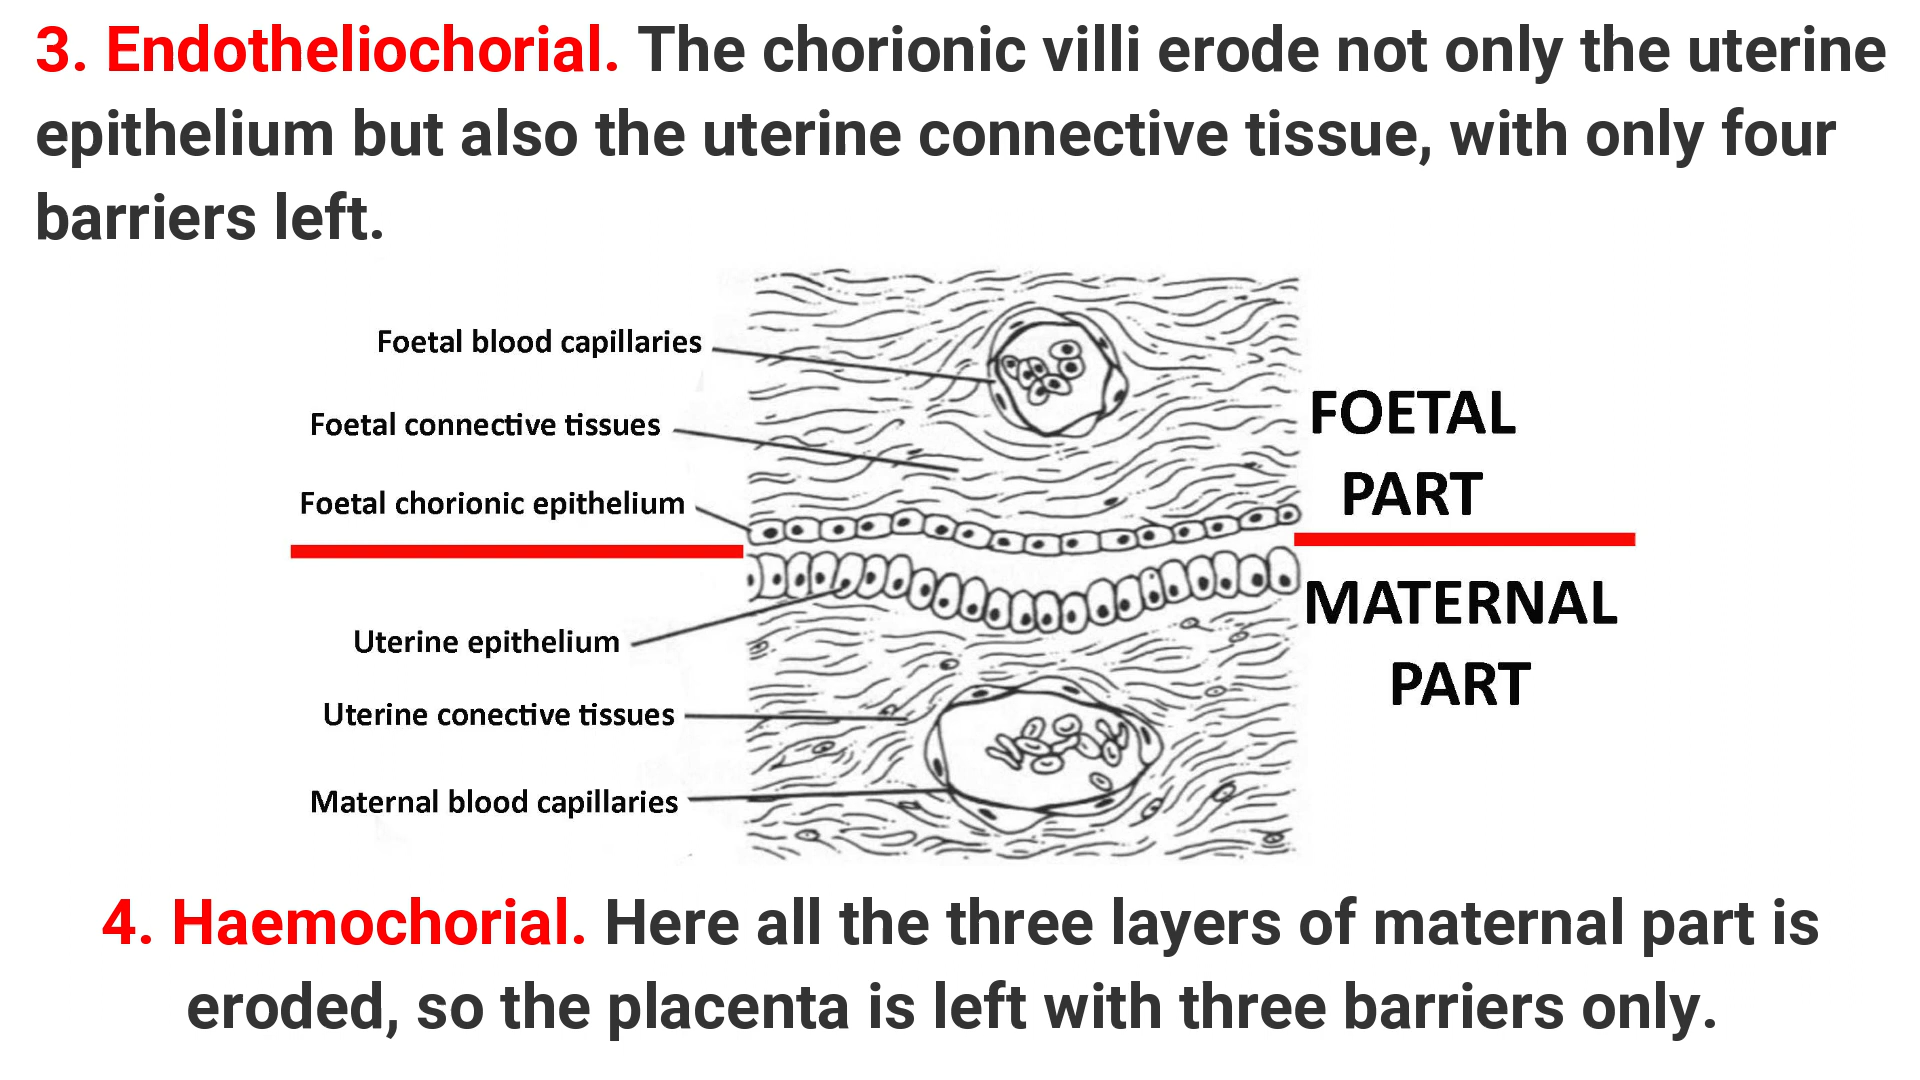 3. Endotheliochorial. The chorionic villi erode not only the uterine
epithelium but also the uterine connective tissue, with only four
barriers left.
Foetal blood capillaries
Foetal connective tissues
Foetal chorionic epithelium
FOETAL
PART
Uterine epithelium
Uterine conective tissues
Maternal blood capillaries
MATERNAL
PART
4. Haemochorial. Here all the three layers of maternal part is
eroded, so the placenta is left with three barriers only.